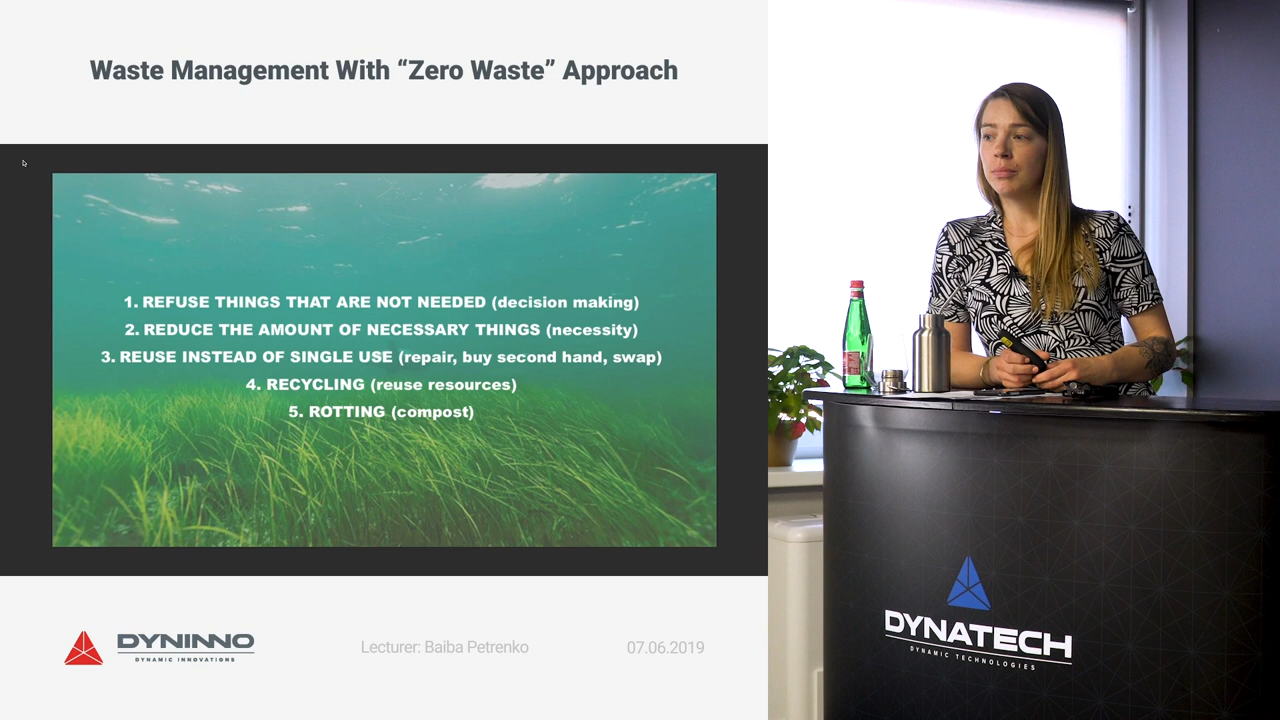 Waste Management With “Zero Waste” Approach
1. REFUSE THINGS THAT ARE NOT NEEDED (decision making)
2. REDUCE THE AMOUNT OF NECESSARY THINGS (necessity)
3. REUSE INSTEAD OF SINGLE USE (repair, buy second hand, swap)
4. RECYCLING (reuse resources)
5. ROTTING (compost)
DYNINNO
DYNAMIC INNOVATIONS
Lecturer: Baiba Petrenko
07.06.2019
DYNATECH
DYNAMIC TECHNOLOGIES